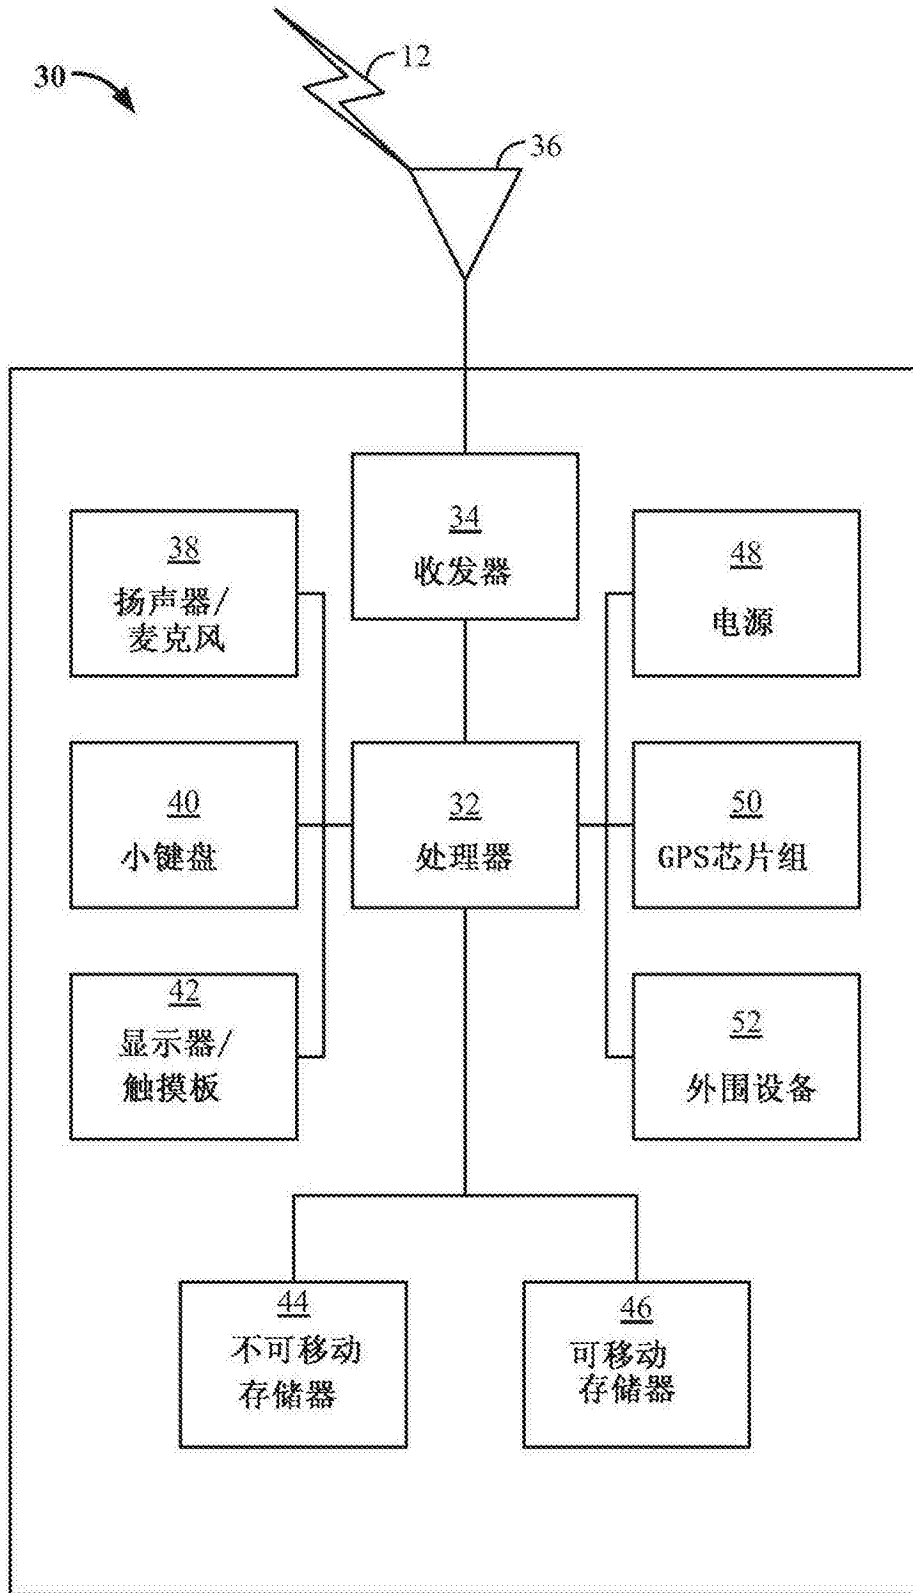 30
12
36
34
收发器
38
扬声器/
麦克风
48
电源
40
小键盘
32
处理器
50
GPS芯片组
42
显示器/
触摸板
52
外围设备
44
不可移动
存储器
46
可移动
存储器